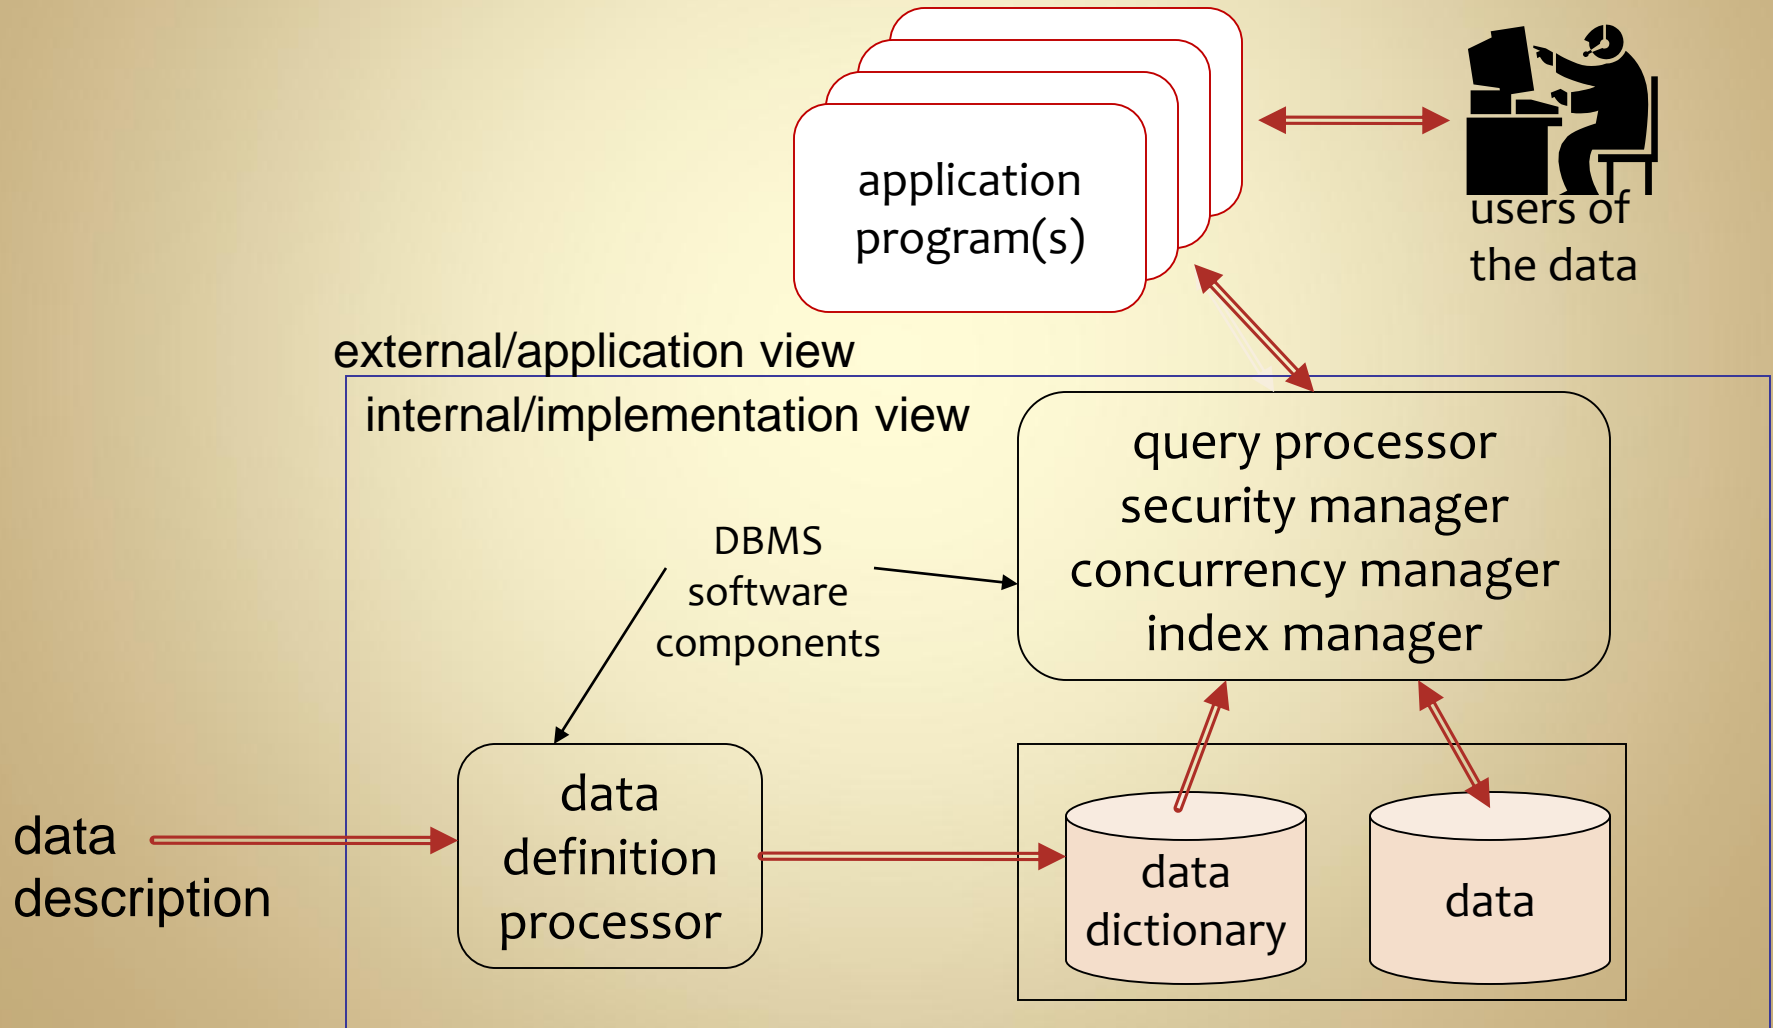 application
program(s)
users of
the data
external/application view
internal/implementation view
query processor
security manager
concurrency manager
index manager
DBMS
software
components
data
description
data
definition
processor
data
dictionary
data